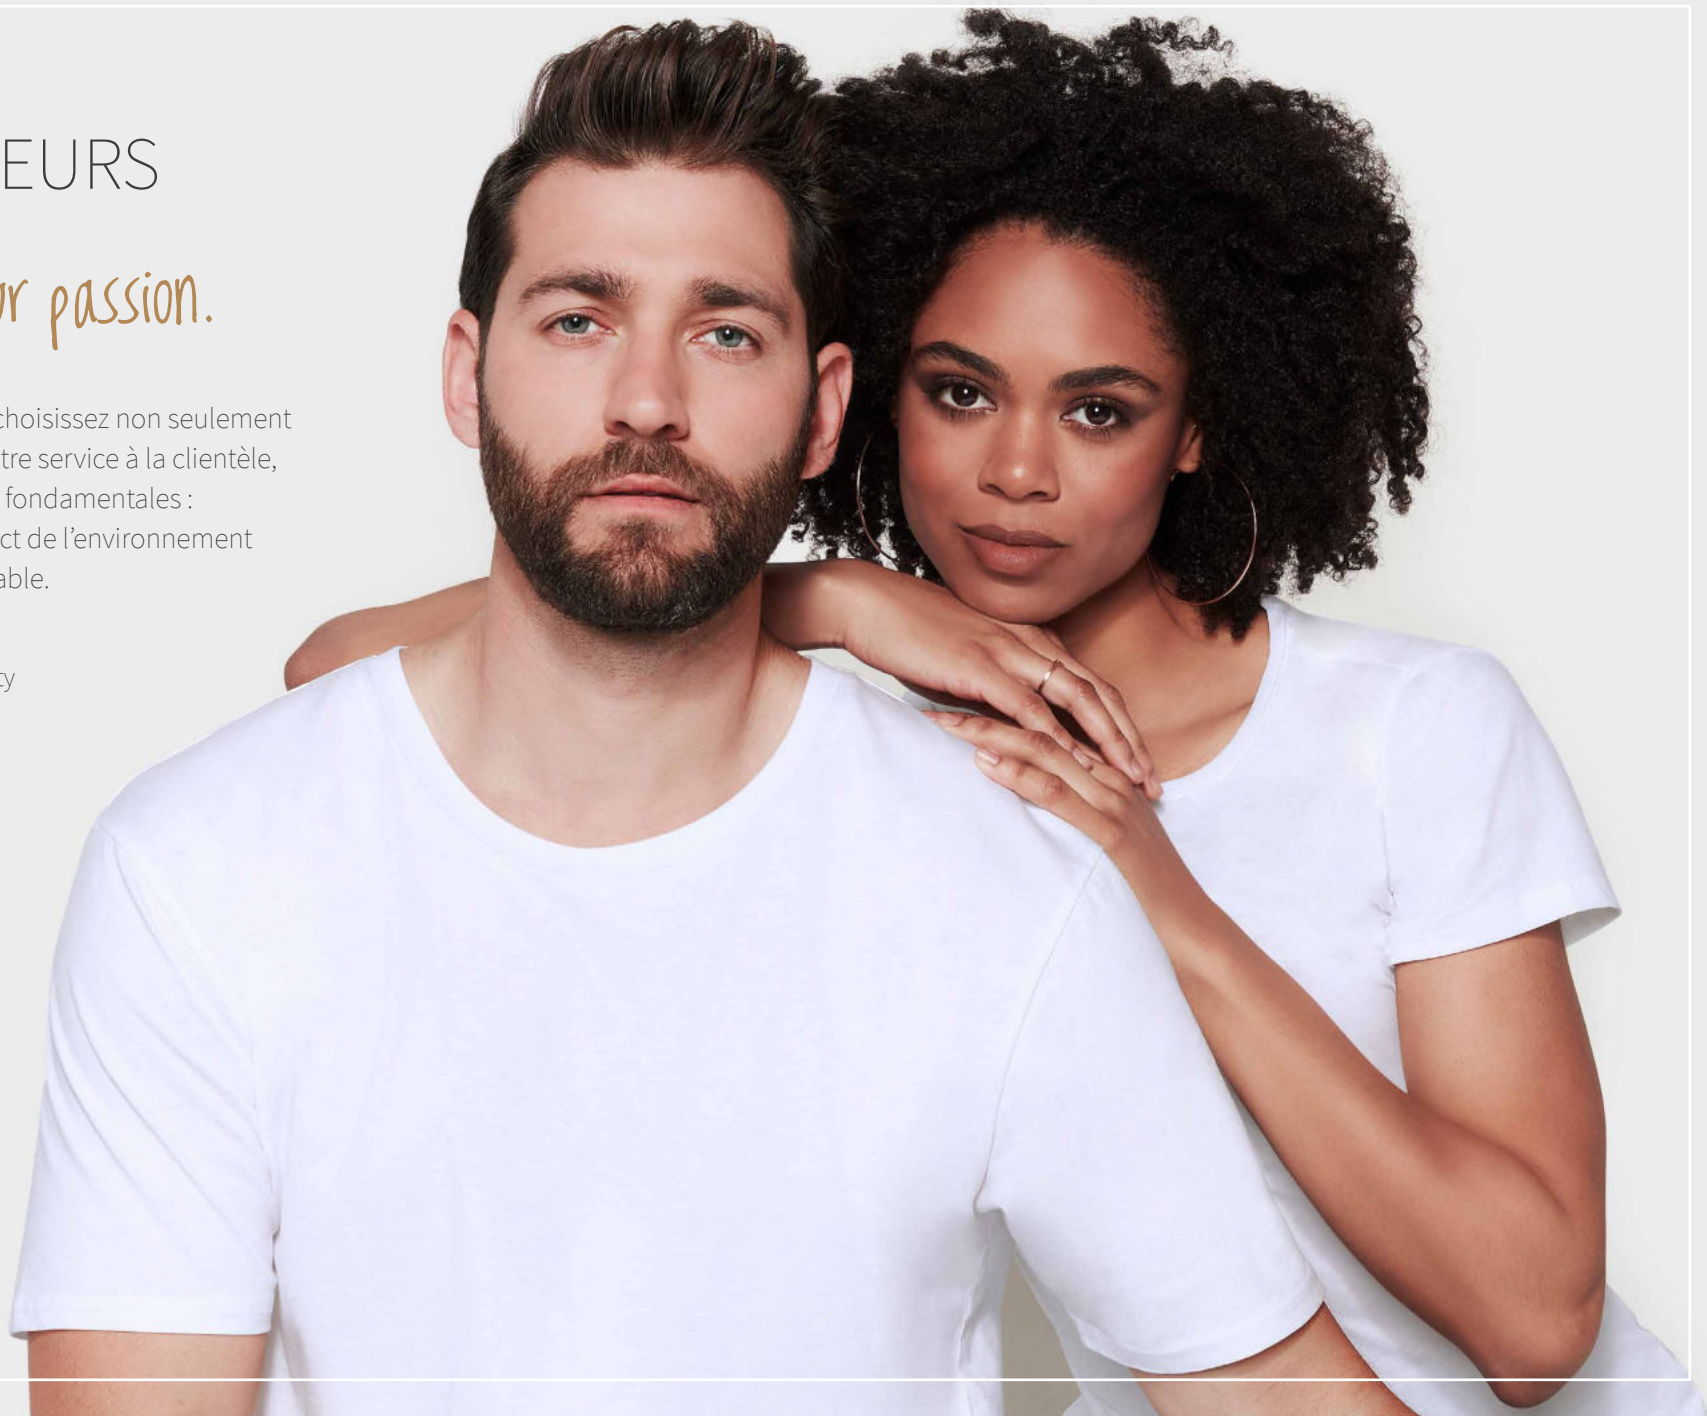 EURS
r passion.
choisissez non seulement
tre service à la clientèle,
fondamentales :
ct de l’environnement
able.
ty